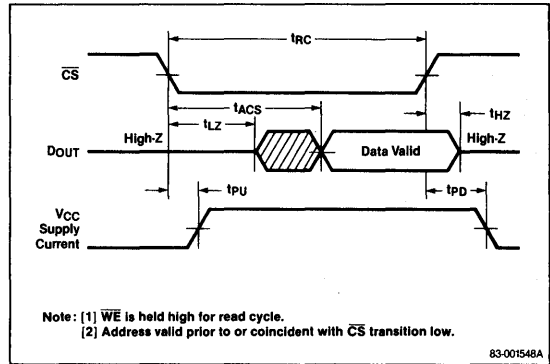 tRC
CS
tACS
tHZ
tLZ
High-Z
High-Z
DOUT
Data Valid
tPU
tPD
VCC
Supply
Current
Note: [1] WE is held high for read cycle.
[2] Address valid prior to or coincident with CS transition low.
83-001548A